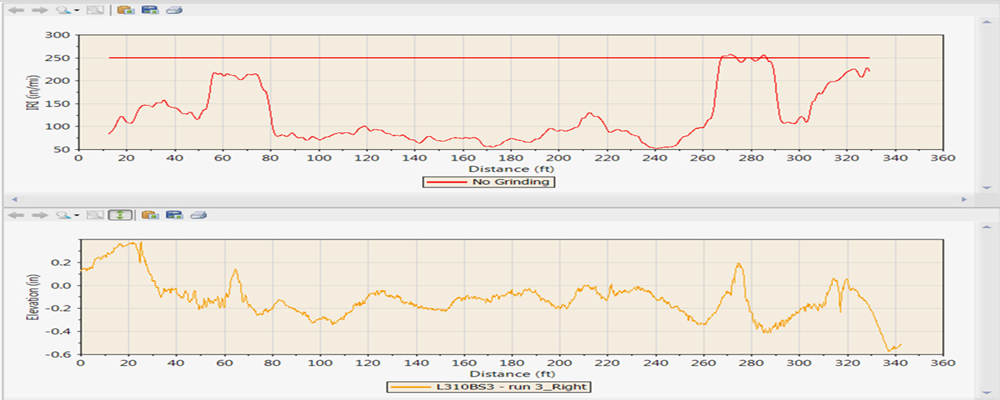 300
250
200
150
100
50
IRI (in/mi)
0 20 40 60 80 100 120 140 160 180 200 220 240 260 280 300 320 340 360
Distance (ft)
No Grinding
0.2
0.0
-0.2
-0.4
-0.6
Elevation (in)
0 20 40 60 80 100 120 140 160 180 200 220 240 260 280 300 320 340 360
Distance (ft)
L310BS3 - run 3_Right